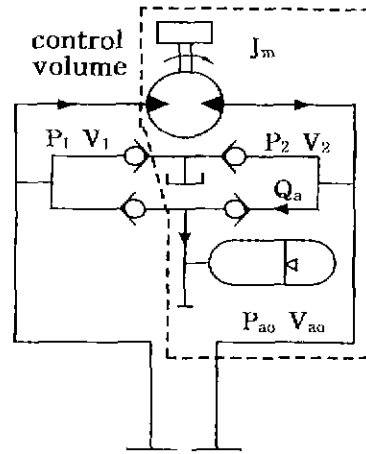 control
volume
J_m
P_1 V_1
P_2 V_2
Q_a
P_ao V_ao